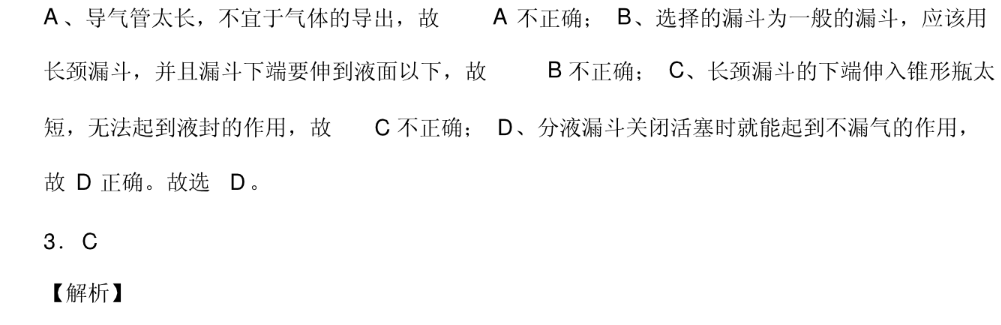 A、导气管太长，不宜于气体的导出，故 A 不正确； B、选择的漏斗为一般的漏斗，应该用
长颈漏斗，并且漏斗下端要伸到液面以下，故 B 不正确； C、长颈漏斗的下端伸入锥形瓶太
短，无法起到液封的作用，故 C 不正确； D、分液漏斗关闭活塞时就能起到不漏气的作用，
故 D 正确。故选 D。
3． C
【解析】